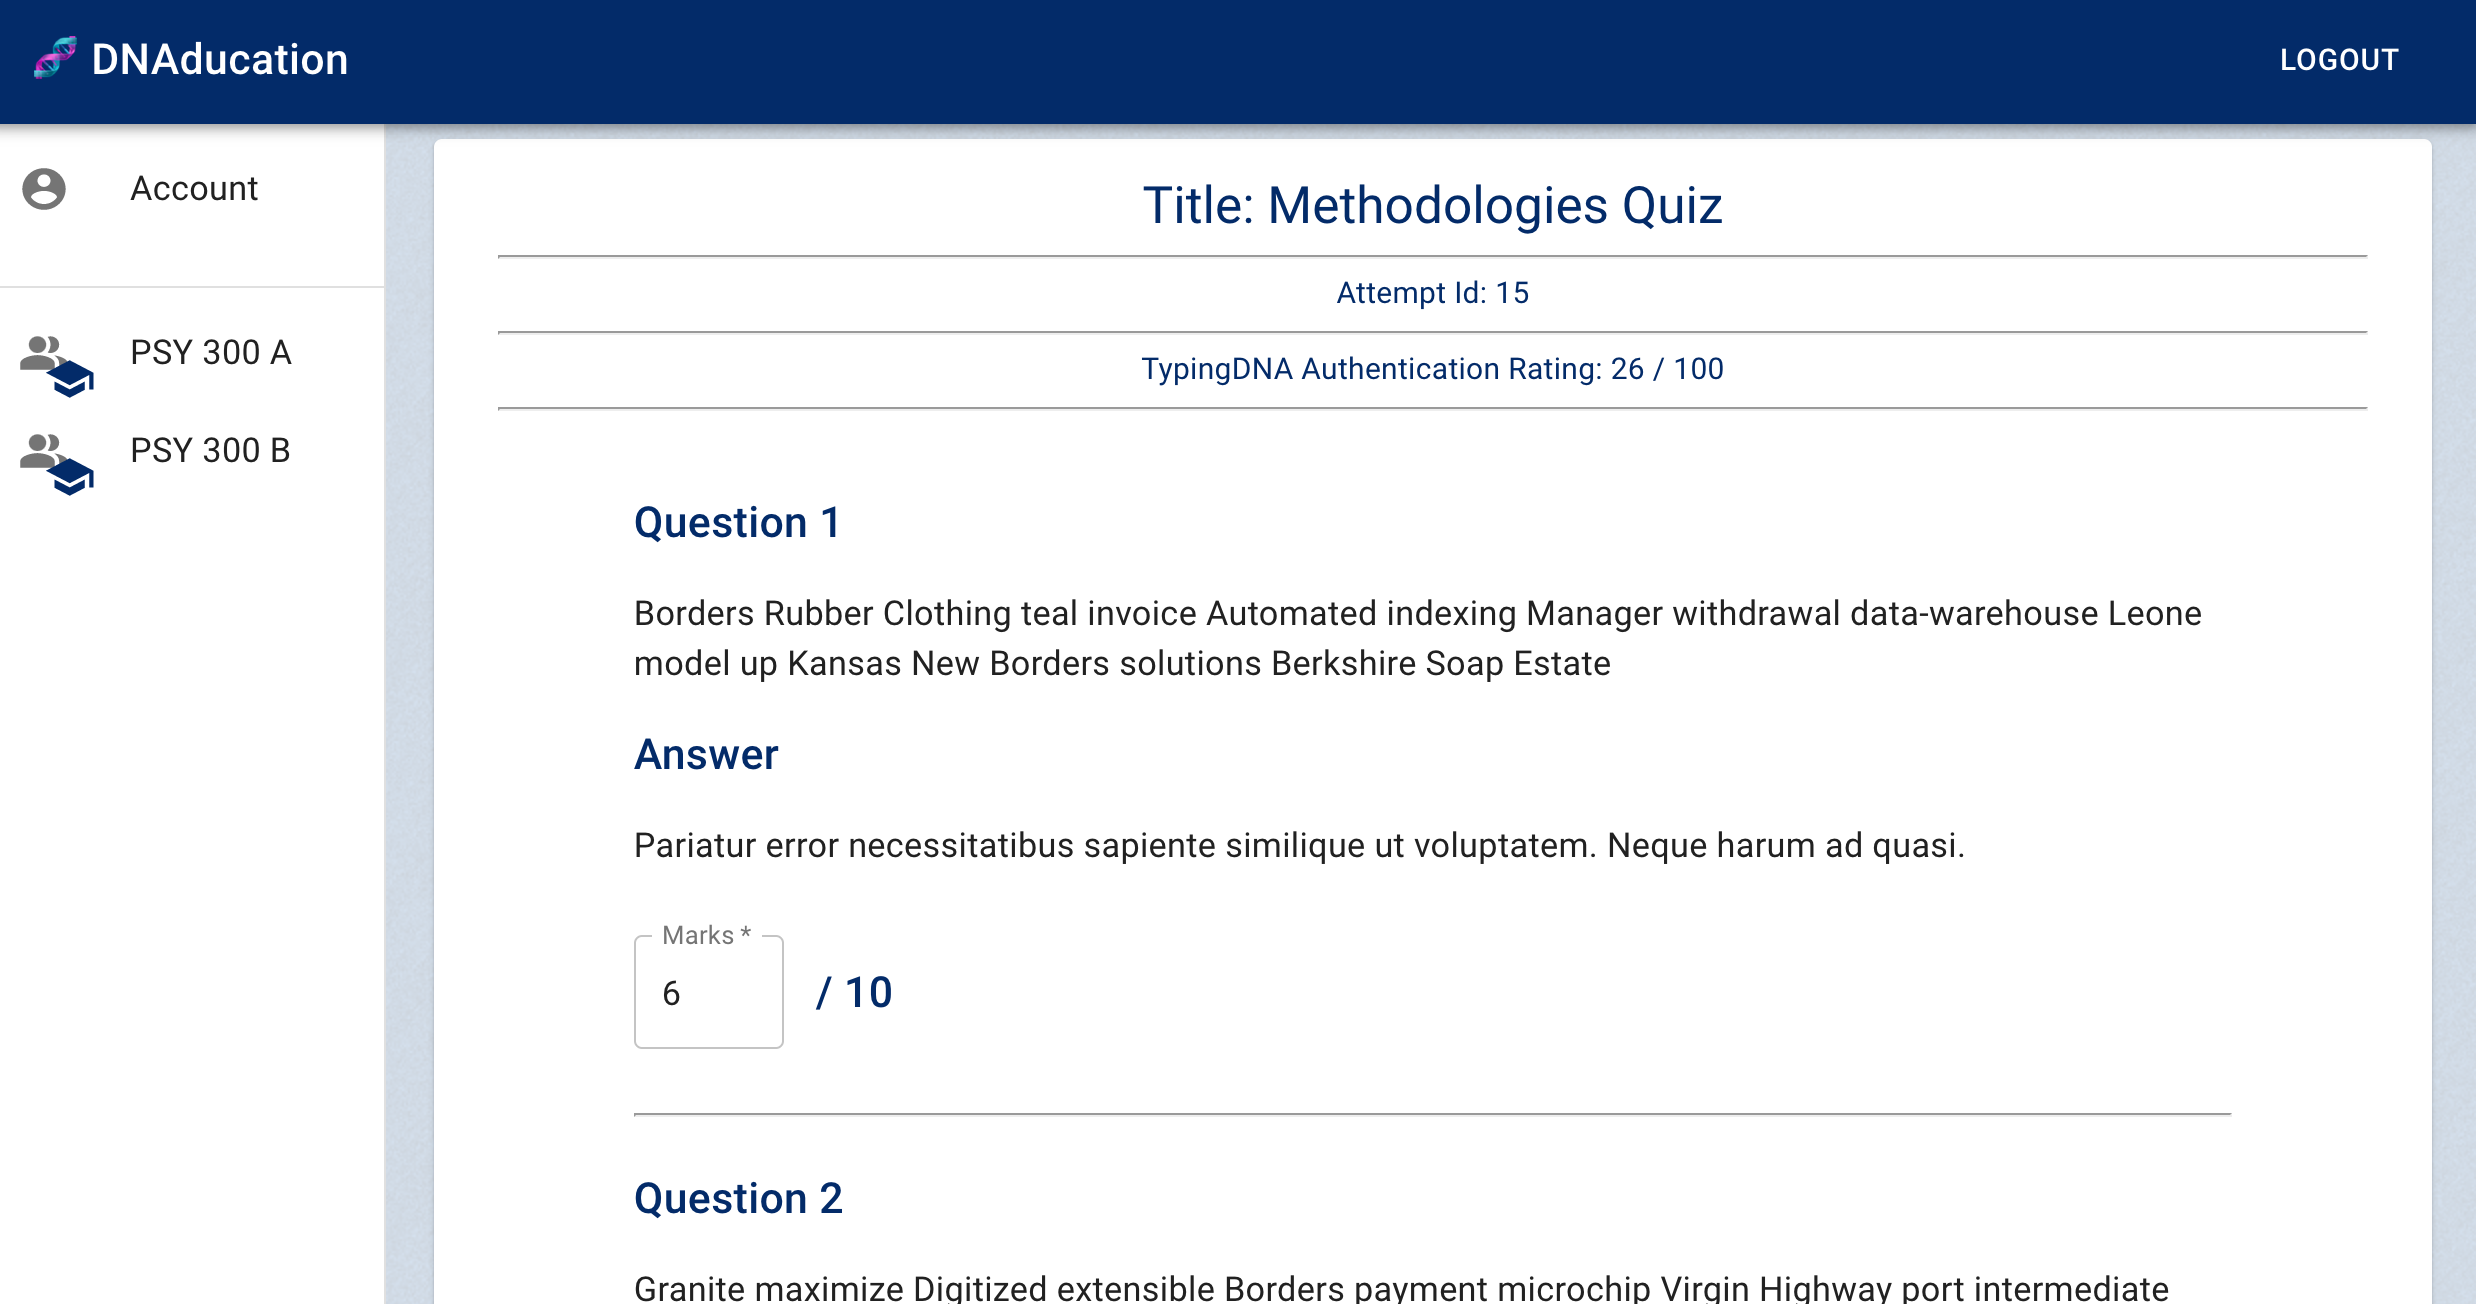 DNAducation
LOGOUT
Account
PSY 300 A
PSY 300 B
Title: Methodologies Quiz
Attempt Id: 15
TypingDNA Authentication Rating: 26 / 100
Question 1
Borders Rubber Clothing teal invoice Automated indexing Manager withdrawal data-warehouse Leone
model up Kansas New Borders solutions Berkshire Soap Estate
Answer
Pariatur error necessitatibus sapiente similique ut voluptatem. Neque harum ad quasi.
Marks *
6 / 10
Question 2
Granite maximize Digitized extensible Borders payment microchip Virgin Highway port intermediate